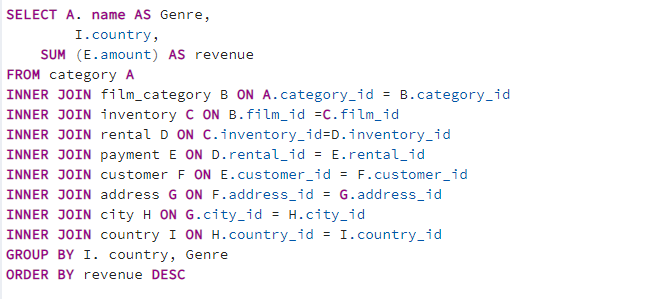 SELECT A. name AS Genre,
I.country,
SUM (E.amount) AS revenue
FROM category A
INNER JOIN film_category B ON A.category_id = B.category_id
INNER JOIN inventory C ON B.film_id =C.film_id
INNER JOIN rental D ON C.inventory_id=D.inventory_id
INNER JOIN payment E ON D.rental_id = E.rental_id
INNER JOIN customer F ON E.customer_id = F.customer_id
INNER JOIN address G ON F.address_id = G.address_id
INNER JOIN city H ON G.city_id = H.city_id
INNER JOIN country I ON H.country_id = I.country_id
GROUP BY I. country, Genre
ORDER BY revenue DESC